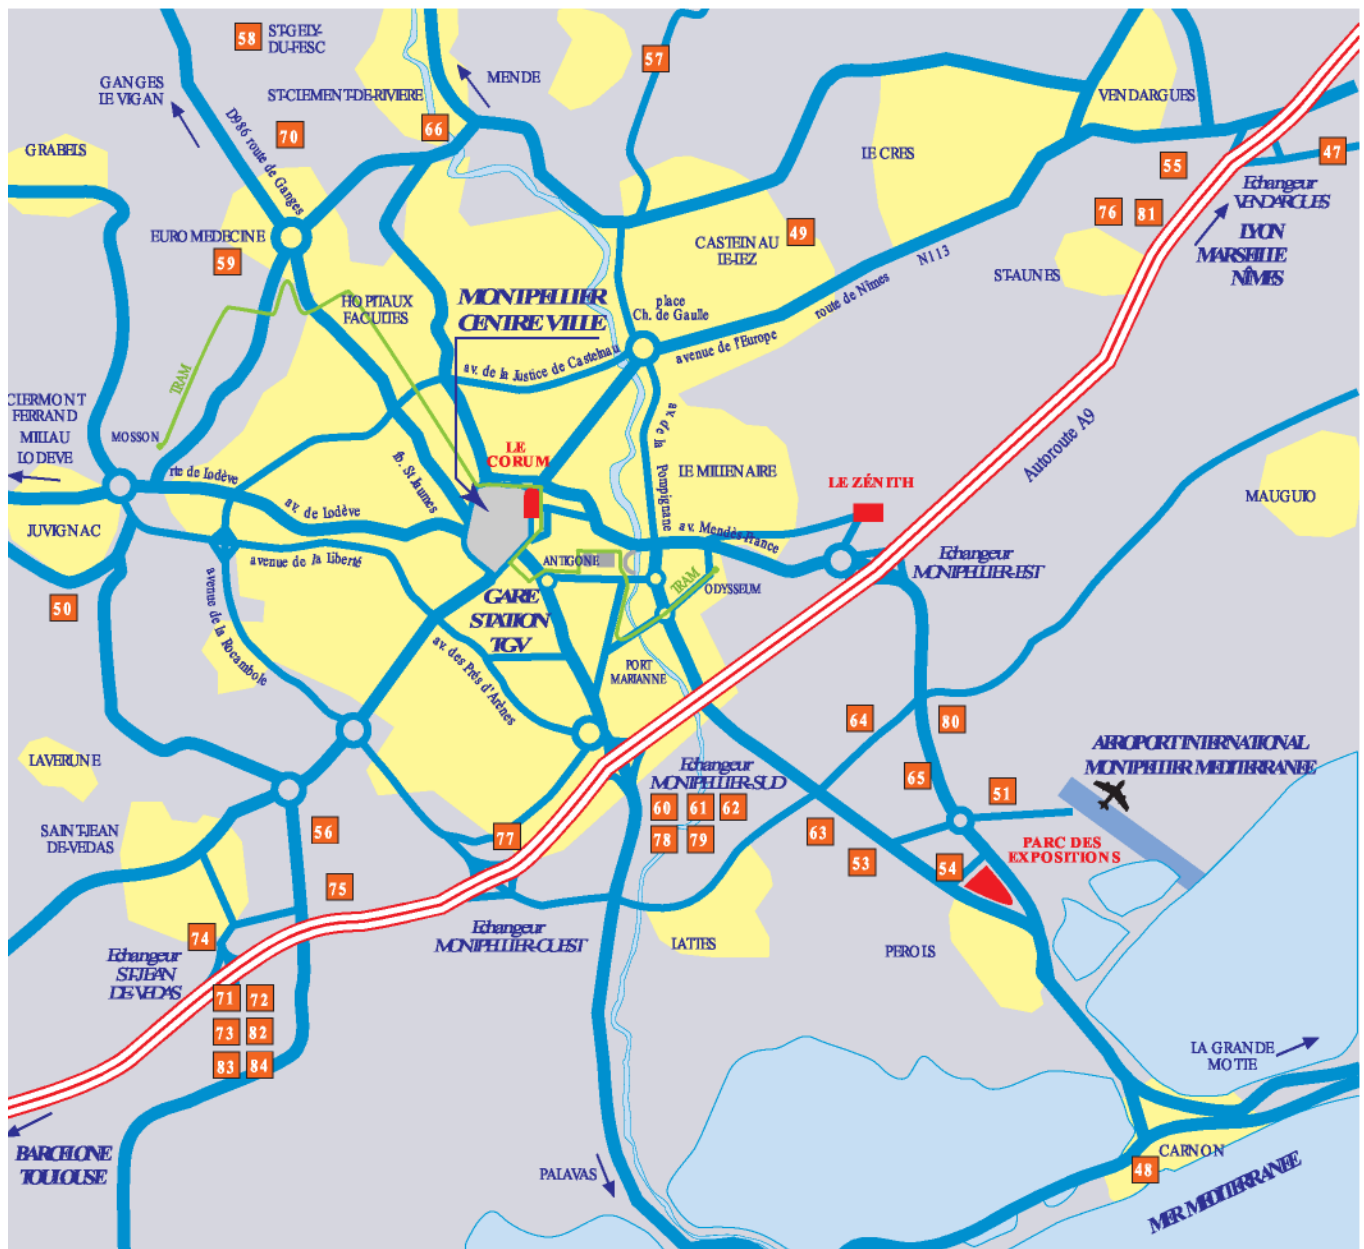 58
ST-GELY-
DU-FESC
57
MENDE
GANGES
LE VIGAN
ST-CLEMENT-DE-RIVIERE
VENDARGUES
D986 route de Ganges
70
66
GRABELS
LE CRES
47
55
Echangeur
VENDARGUES
76
81
LYON
MARSEILLE
NÎMES
EUROMEDECINE
59
49
CASTELNAU
LE-LEZ
N113
ST-AUNES
HOPITAUX
FACULTES
MONTPELLIER
CENTRE VILLE
place
Ch. de Gaulle
route de Nîmes
avenue de l'Europe
av. de la Justice de Castelnau
TRAM
CLERMONT
FERRAND
MILLAU
LODEVE
MOSSON
av. de la Pompignane
Autoroute A9
rte de Lodève
fb. St Jaumes
LE
CORUM
LE MILLENAIRE
LE ZÉNITH
MAUGUIO
JUVIGNAC
av. de Lodève
av. Mendès France
avenue de la Liberté
ANTIGONE
Echangeur
MONTPELLIER-EST
TRAM
ODYSSEUM
50
avenue de la Rocambole
GARE
STATION
TGV
av. des Prés d'Arènes
PORT
MARIANNE
64
80
LAVERUNE
AEROPORT INTERNATIONAL
MONTPELLIER MEDITERRANEE
Echangeur
MONTPELLIER-SUD
65
51
60
61
62
78
79
63
53
SAINT-JEAN
DE-VEDAS
56
77
PARC DES
EXPOSITIONS
54
75
74
Echangeur
ST-JEAN
DE-VEDAS
Echangeur
MONTPELLIER-OUEST
LATTES
PEROLS
71
72
73
82
83
84
LA GRANDE
MOTTE
BARCELONE
TOULOUSE
PALAVAS
CARNON
48
MER MEDITERRANEE